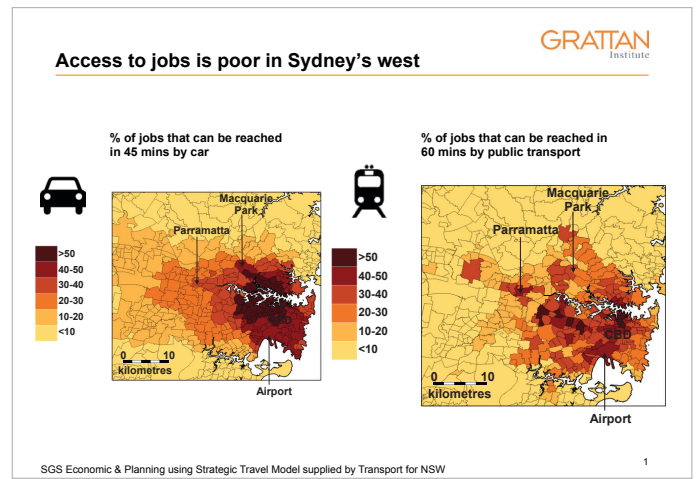 GRATTAN
Institute
Access to jobs is poor in Sydney's west
% of jobs that can be reached
in 45 mins by car
Macquarie
Park
Parramatta
>50
40-50
30-40
20-30
10-20
<10
CBD
0 10
kilometres
Airport
% of jobs that can be reached in
60 mins by public transport
Macquarie
Park
Parramatta
>50
40-50
30-40
20-30
10-20
<10
CBD
0 10
kilometres
Airport
SGS Economic & Planning using Strategic Travel Model supplied by Transport for NSW
1